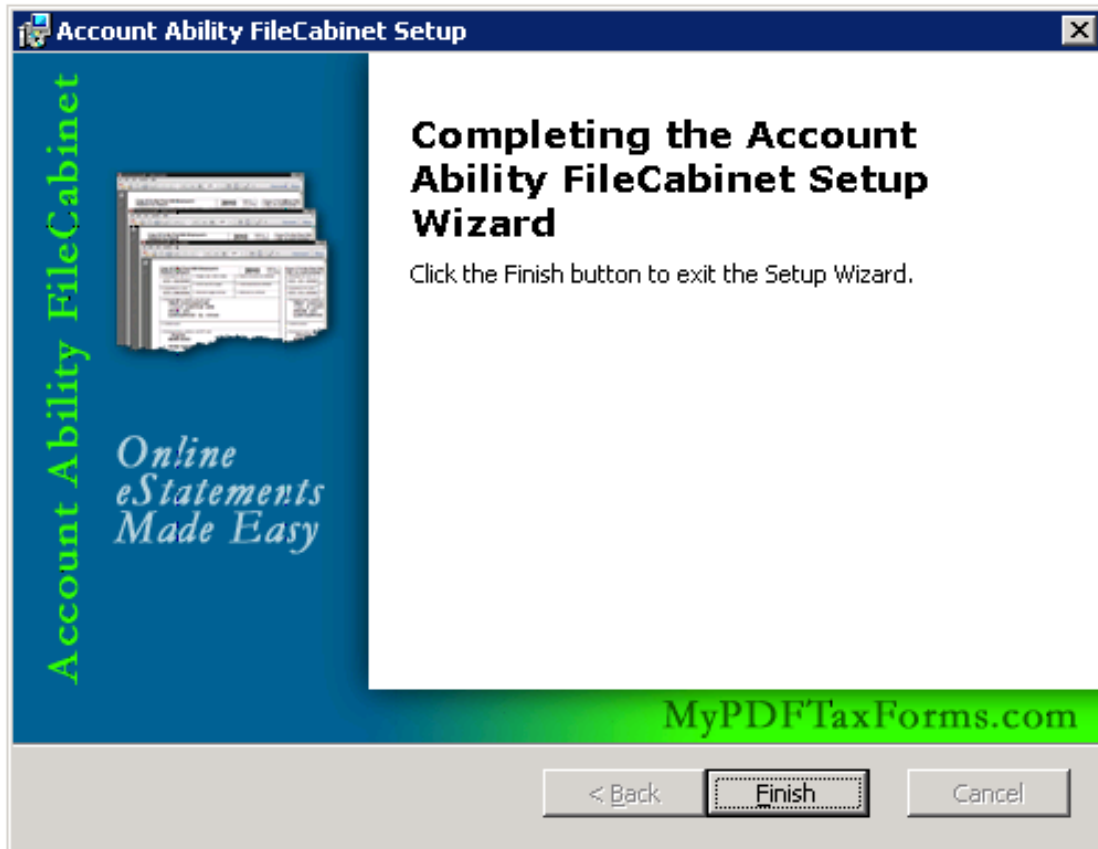 Account Ability FileCabinet Setup
Account Ability FileCabinet
Online
eStatements
Made Easy
Completing the Account
Ability FileCabinet Setup
Wizard
Click the Finish button to exit the Setup Wizard.
MyPDFTaxForms.com
< Back
Finish
Cancel